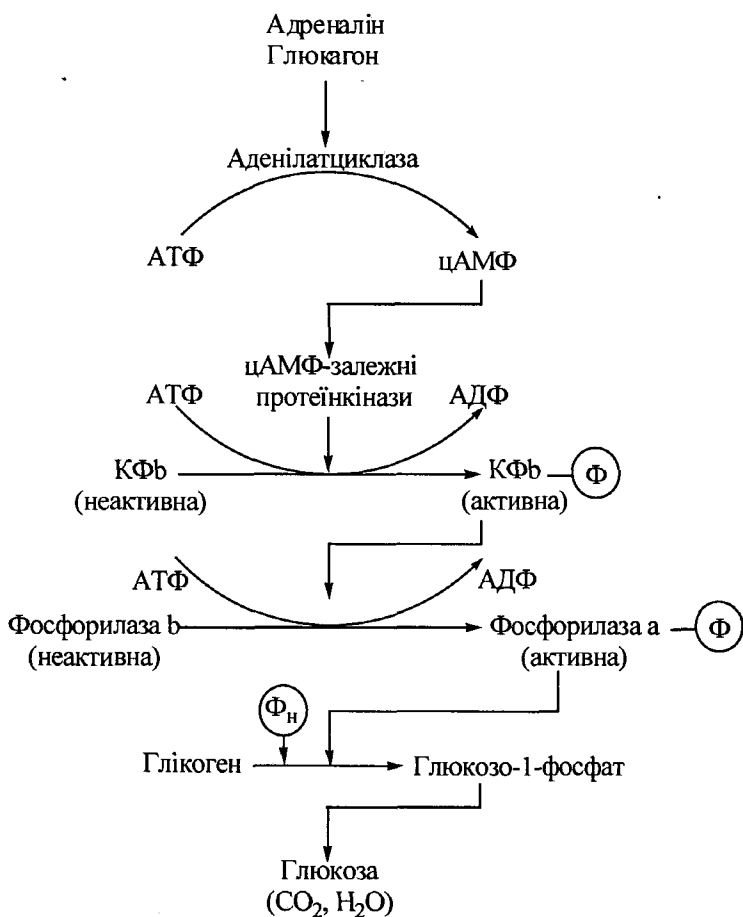 Адреналін
Глюкагон
Аденілатциклаза
АТФ
цАМФ
цАМФ-залежні
протеїнкінази
АТФ
АДФ
КФb
(неактивна)
КФb
(активна)
Ф
АТФ
АДФ
Фосфорилаза b
(неактивна)
Фосфорилаза а
(активна)
Ф
Фн
Глікоген
Глюкозо-1-фосфат
Глюкоза
(CO₂, H₂O)